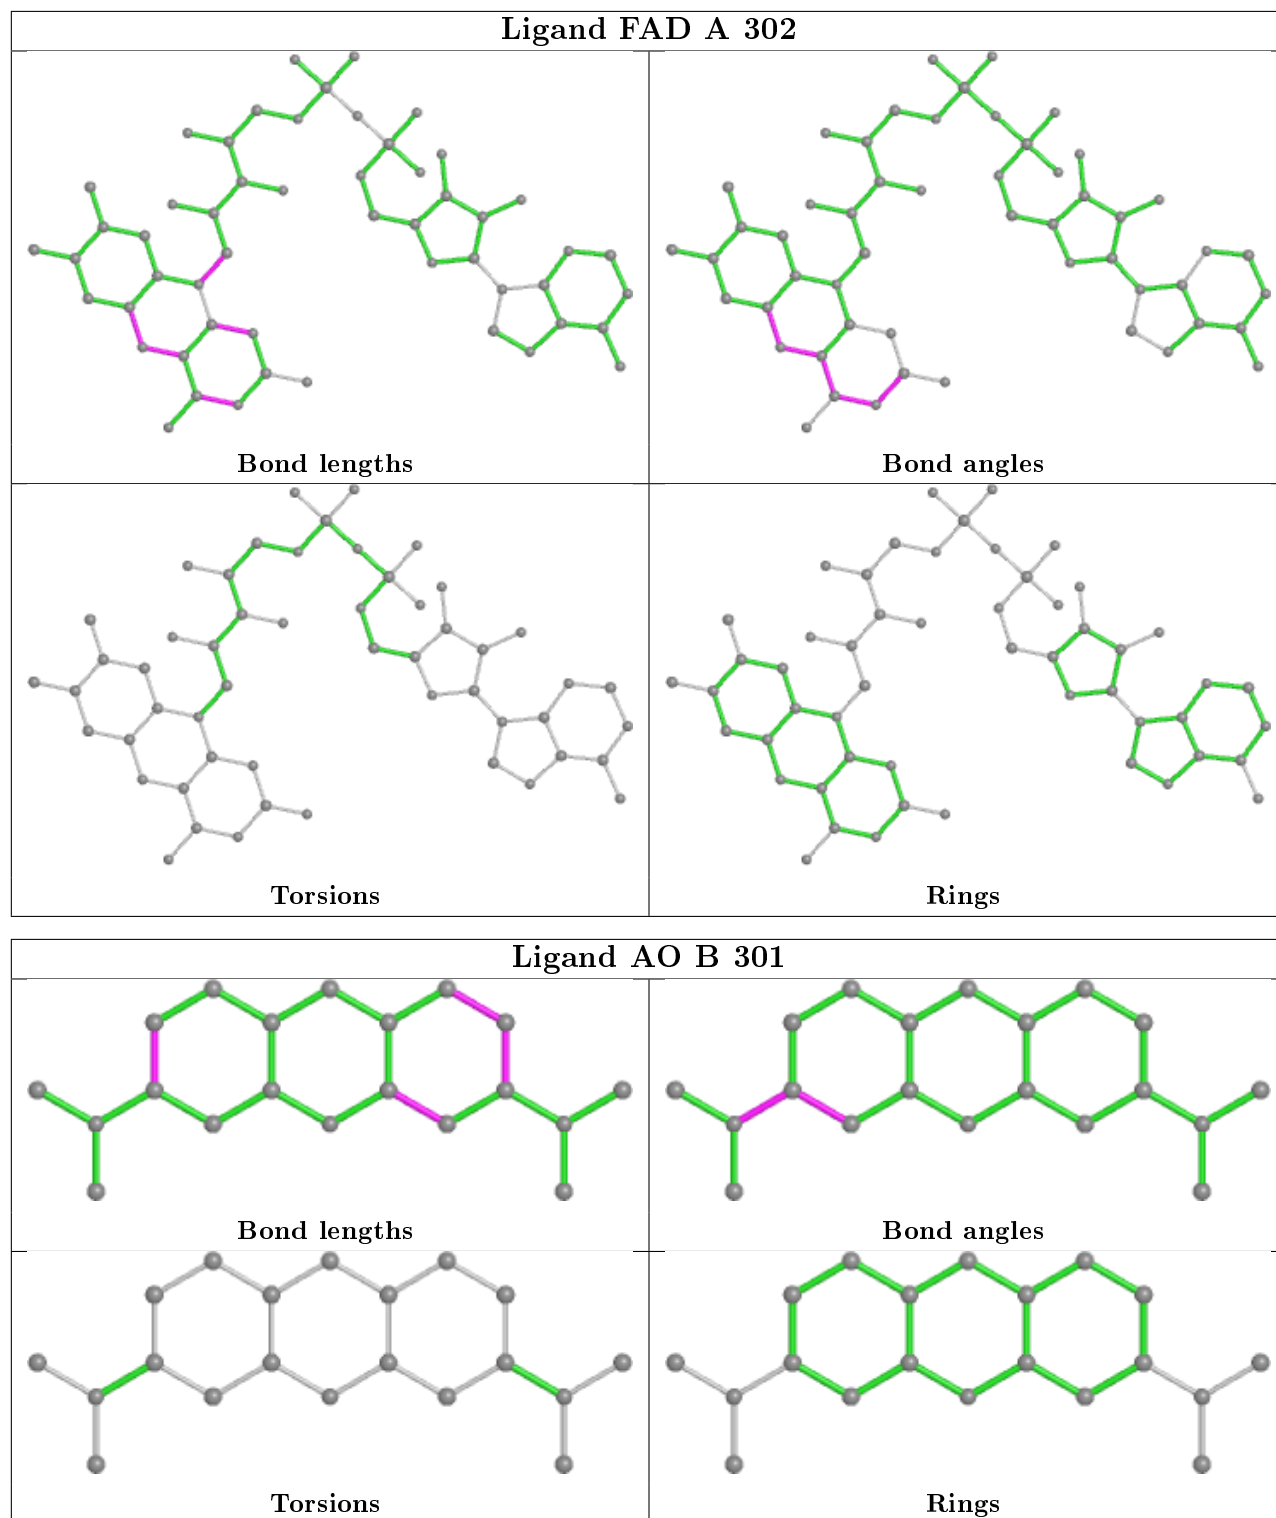 Ligand FAD A 302
Bond lengths
Bond angles
Torsions
Rings
Ligand AO B 301
Bond lengths
Bond angles
Torsions
Rings